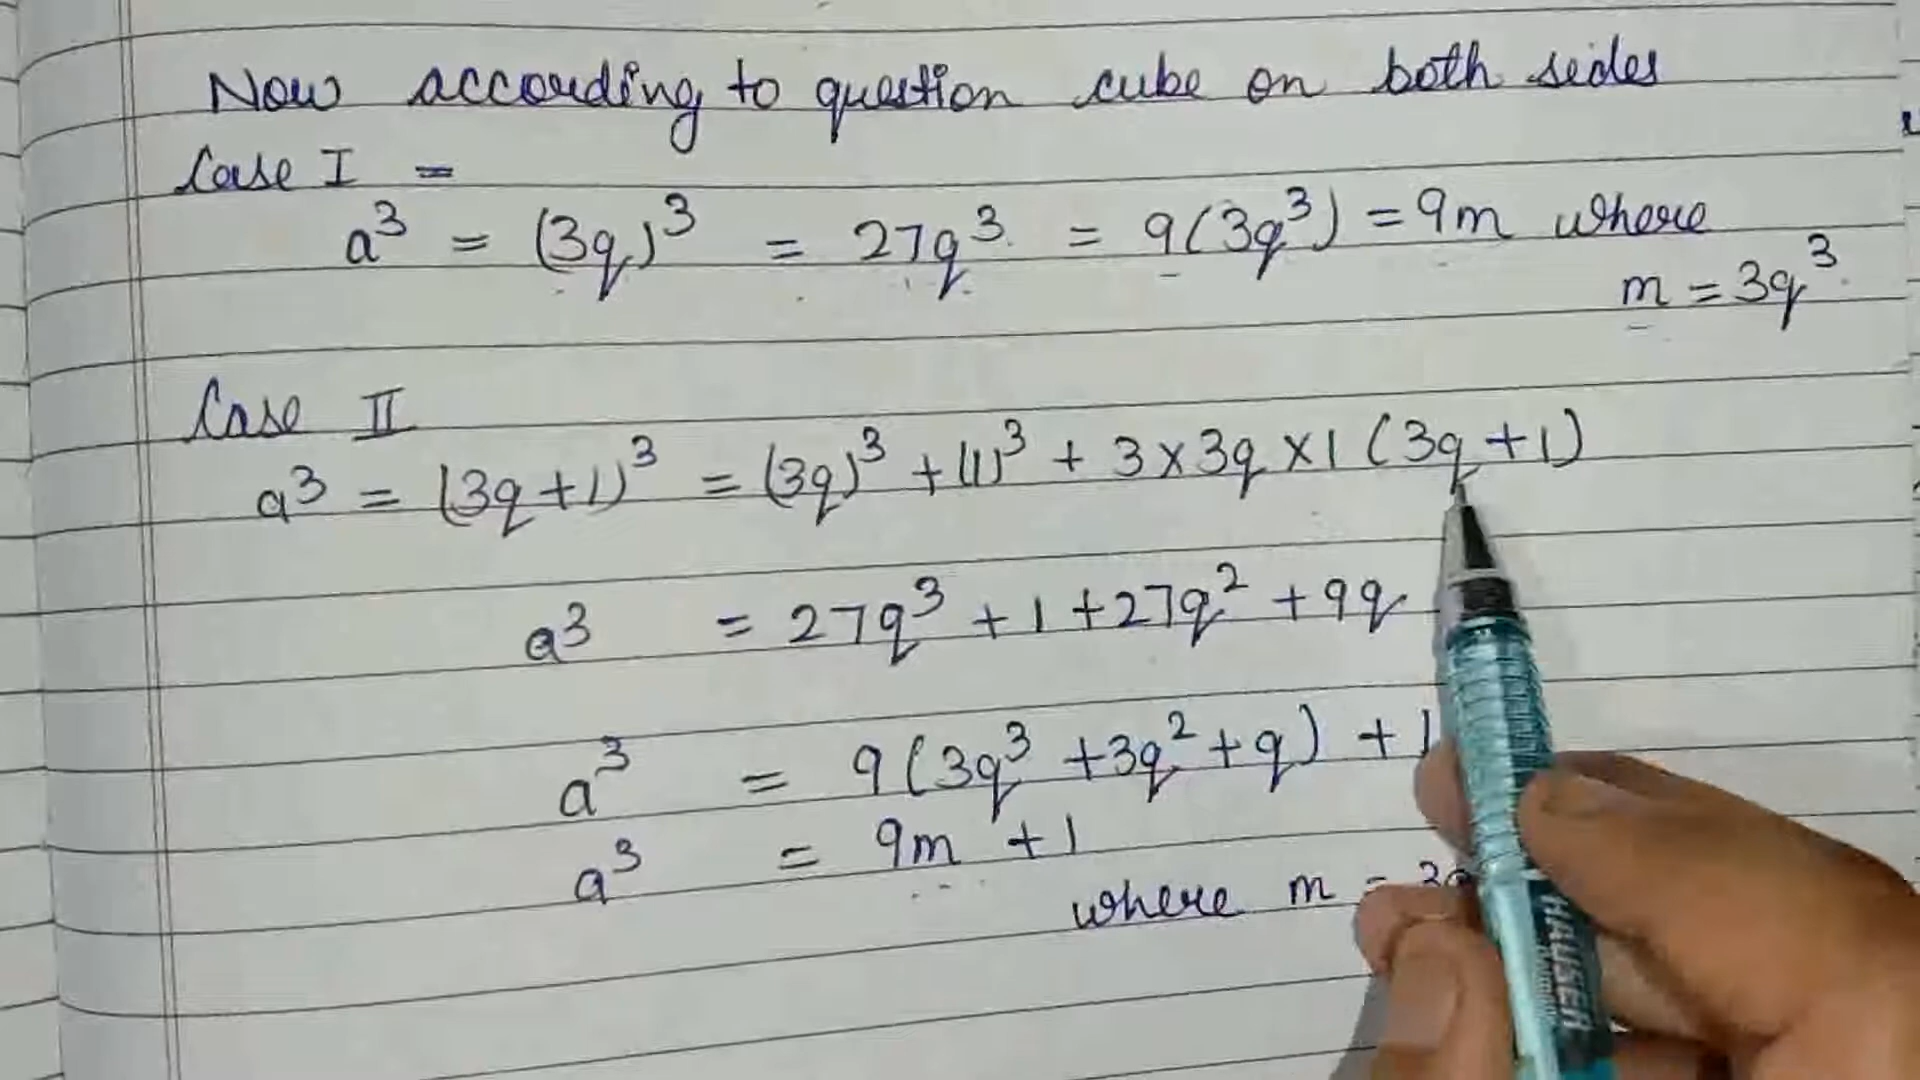 Now according to question cube on both sides
Case I =
a³ = (3q)³ = 27q³ = 9(3q³) = 9m where
m = 3q³
Case II
a³ = (3q+1)³ = (3q)³ + (1)³ + 3×3q×1(3q+1)
a³ = 27q³ + 1 + 27q² + 9q
a³ = 9(3q³ + 3q² + q) + 1
a³ = 9m + 1
where m = 3q
HAUSER